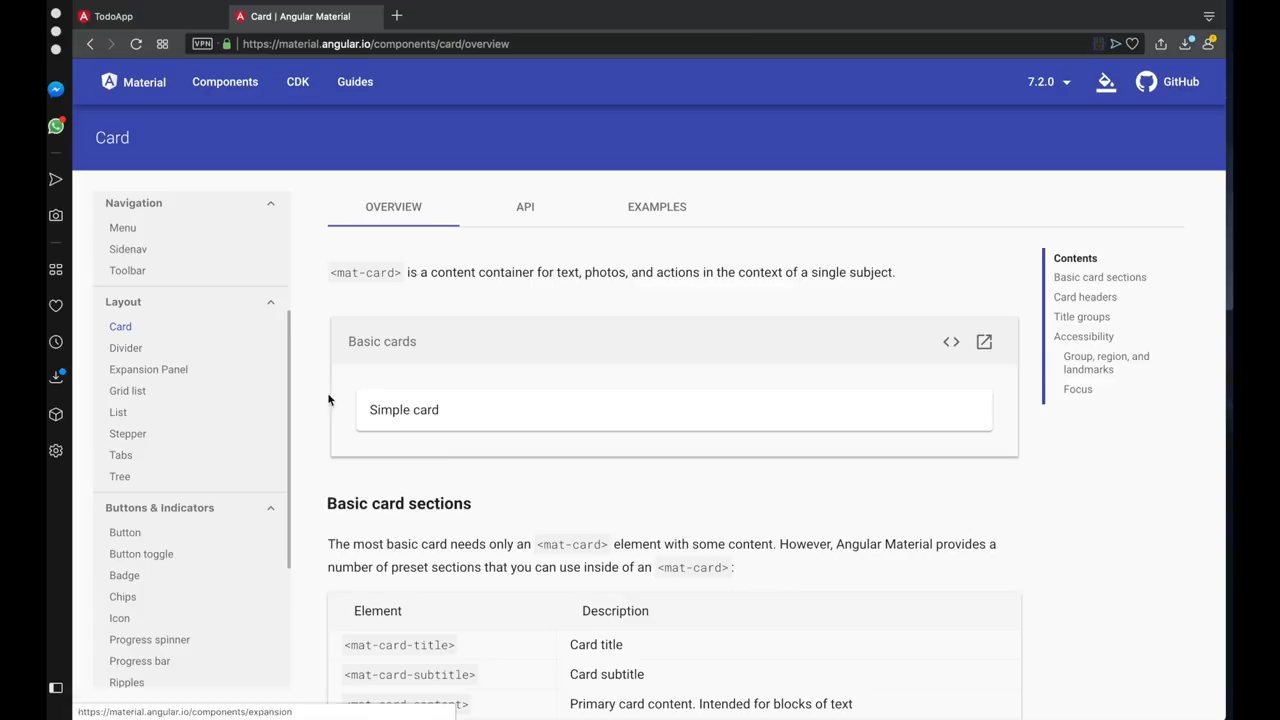 TodoApp
Card | Angular Material
VPN
https://material.angular.io/components/card/overview
Material
Components
CDK
Guides
7.2.0
GitHub
Card
Navigation
Menu
Sidenav
Toolbar
Layout
Card
Divider
Expansion Panel
Grid list
List
Stepper
Tabs
Tree
Buttons & Indicators
Button
Button toggle
Badge
Chips
Icon
Progress spinner
Progress bar
Ripples
OVERVIEW
API
EXAMPLES
<mat-card> is a content container for text, photos, and actions in the context of a single subject.
Basic cards
Simple card
Basic card sections
The most basic card needs only an <mat-card> element with some content. However, Angular Material provides a
number of preset sections that you can use inside of an <mat-card>:
Element Description
<mat-card-title> Card title
<mat-card-subtitle> Card subtitle
<mat-card-content> Primary card content. Intended for blocks of text
Contents
Basic card sections
Card headers
Title groups
Accessibility
Group, region, and
landmarks
Focus
https://material.angular.io/components/expansion